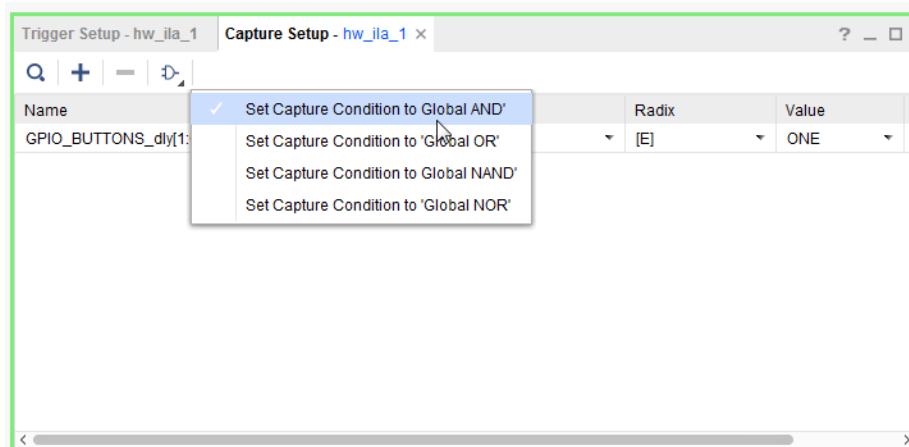 Trigger Setup - hw_ila_1 Capture Setup - hw_ila_1 × ? _
Name Radix Value
Set Capture Condition to Global AND'
GPIO_BUTTONS_dly[1: [E] ONE
Set Capture Condition to 'Global OR'
Set Capture Condition to Global NAND'
Set Capture Condition to 'Global NOR'